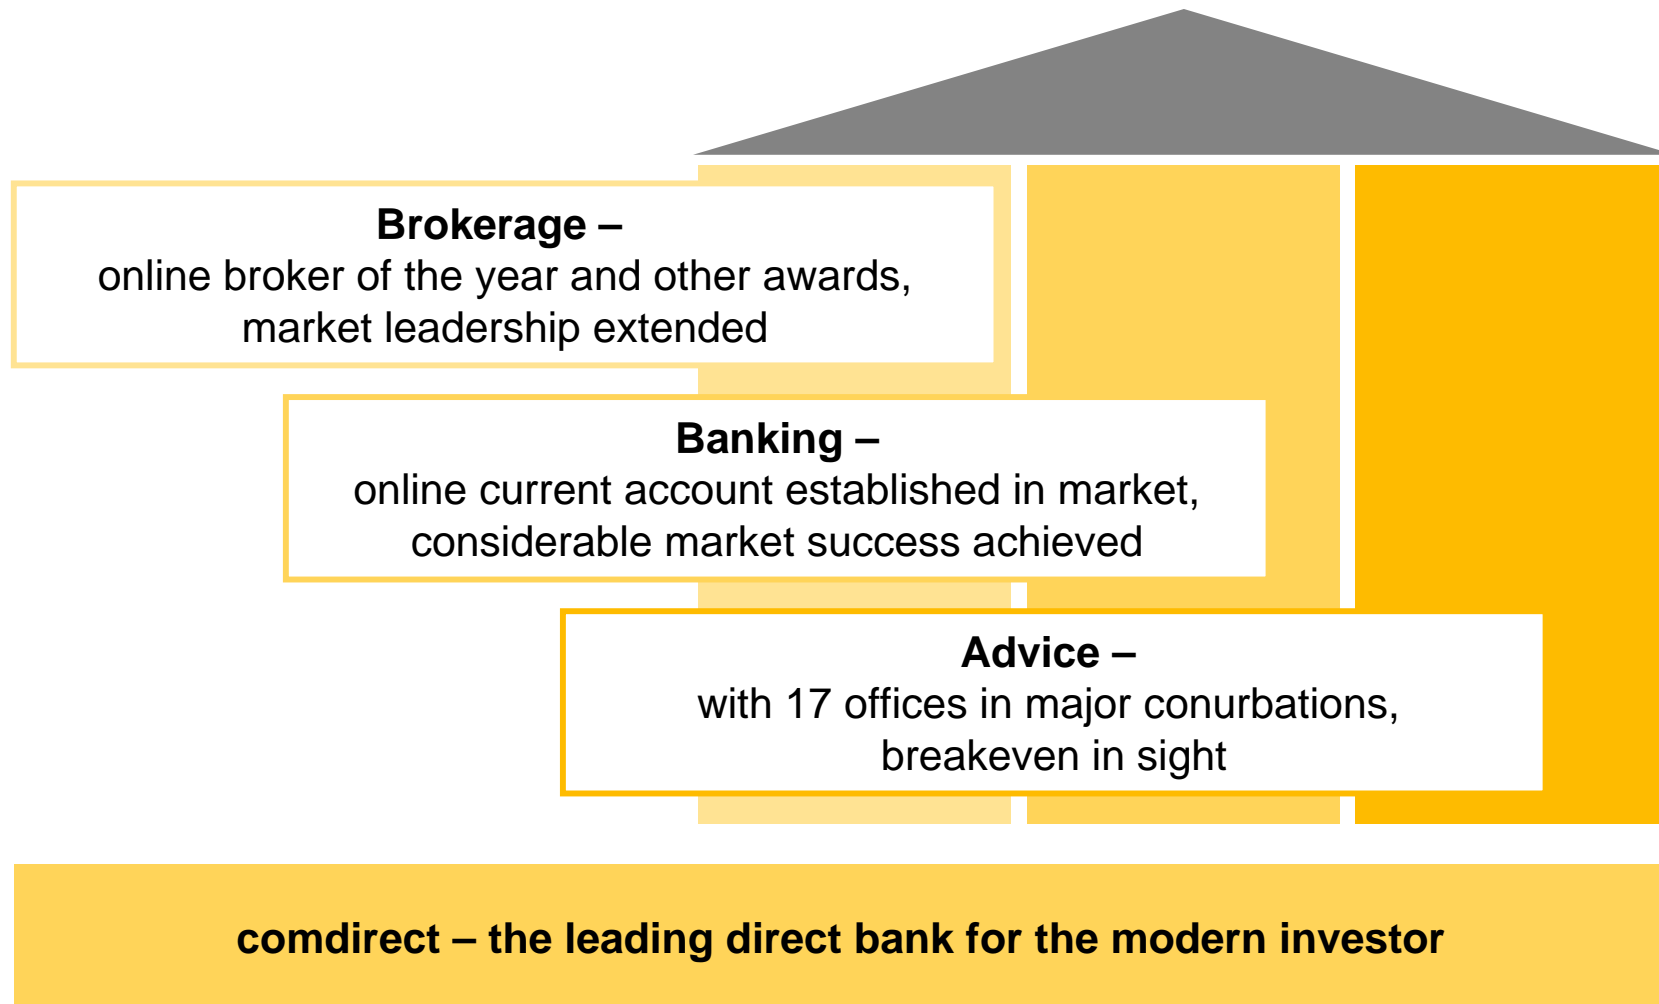 Brokerage –
online broker of the year and other awards,
market leadership extended
Banking –
online current account established in market,
considerable market success achieved
Advice –
with 17 offices in major conurbations,
breakeven in sight
comdirect – the leading direct bank for the modern investor